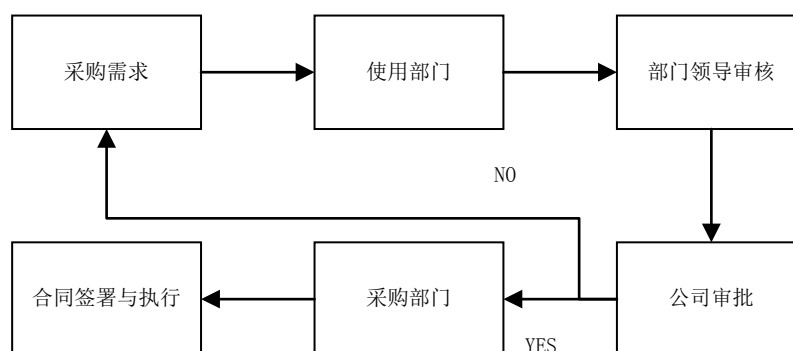 采购需求
使用部门
部门领导审核
NO
合同签署与执行
采购部门
公司审批
YES